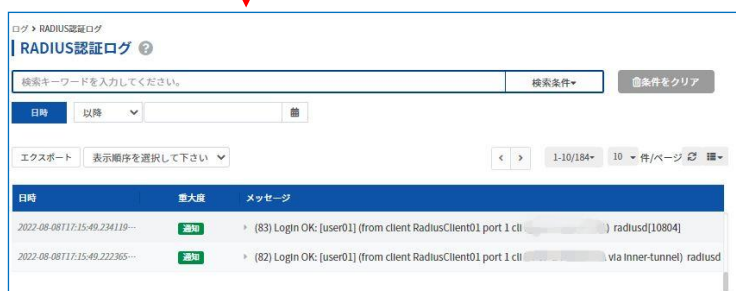 ログ > RADIUS認証ログ
RADIUS認証ログ ?
検索キーワードを入力してください。 検索条件 条件をクリア
日時 以降
エクスポート 表示順序を選択して下さい < > 1-10/184 10 件/ページ
日時 重大度 メッセージ
2022-08-08T17:15:49.234119… 通知 (83) Login OK: [user01] (from client RadiusClient01 port 1 cli ) radiusd[10804]
2022-08-08T17:15:49.222365… 通知 (82) Login OK: [user01] (from client RadiusClient01 port 1 cli via inner-tunnel) radiusd